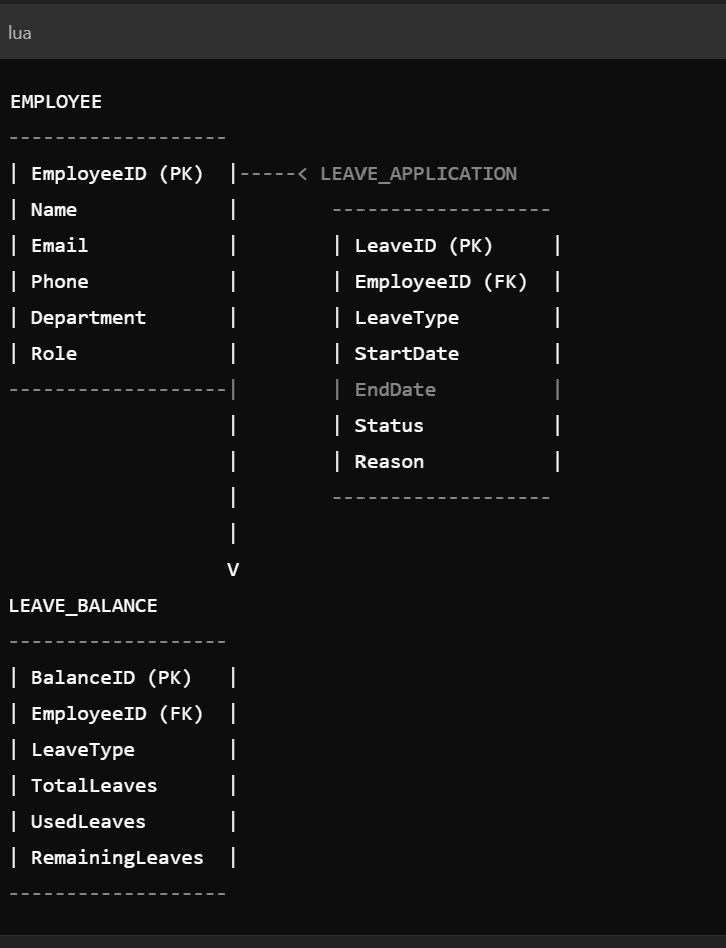 lua
EMPLOYEE
-------------------
| EmployeeID (PK)  |-----< LEAVE_APPLICATION
| Name             |        -------------------
| Email            |        | LeaveID (PK)     |
| Phone            |        | EmployeeID (FK)  |
| Department       |        | LeaveType        |
| Role             |        | StartDate        |
-------------------|        | EndDate          |
                   |        | Status           |
                   |        | Reason           |
                   |        -------------------
                   |
                   V
LEAVE_BALANCE
-------------------
| BalanceID (PK)   |
| EmployeeID (FK)  |
| LeaveType        |
| TotalLeaves      |
| UsedLeaves       |
| RemainingLeaves  |
-------------------